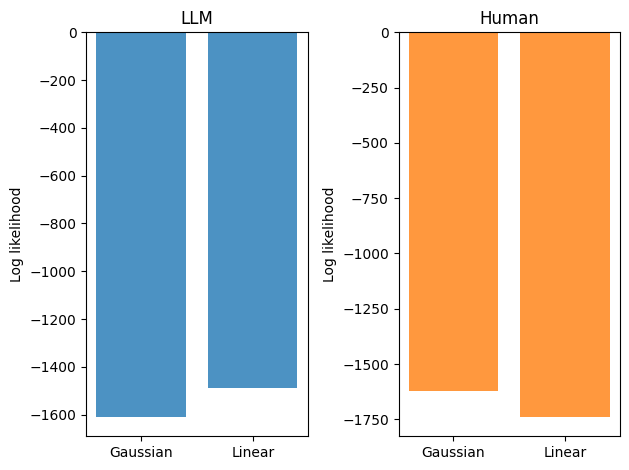 LLM
Log likelihood
0
−200
−400
−600
−800
−1000
−1200
−1400
−1600
Gaussian
Linear
Human
Log likelihood
0
−250
−500
−750
−1000
−1250
−1500
−1750
Gaussian
Linear